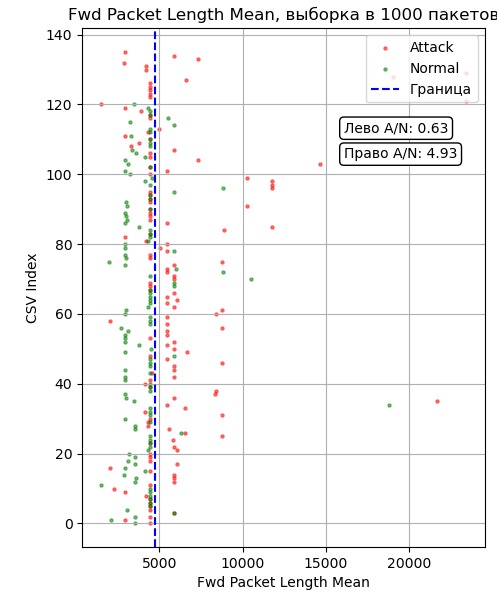 Fwd Packet Length Mean, выборка в 1000 пакетов
Attack
Normal
Граница
Лево A/N: 0.63
Право A/N: 4.93
CSV Index
140
120
100
80
60
40
20
0
5000 10000 15000 20000
Fwd Packet Length Mean